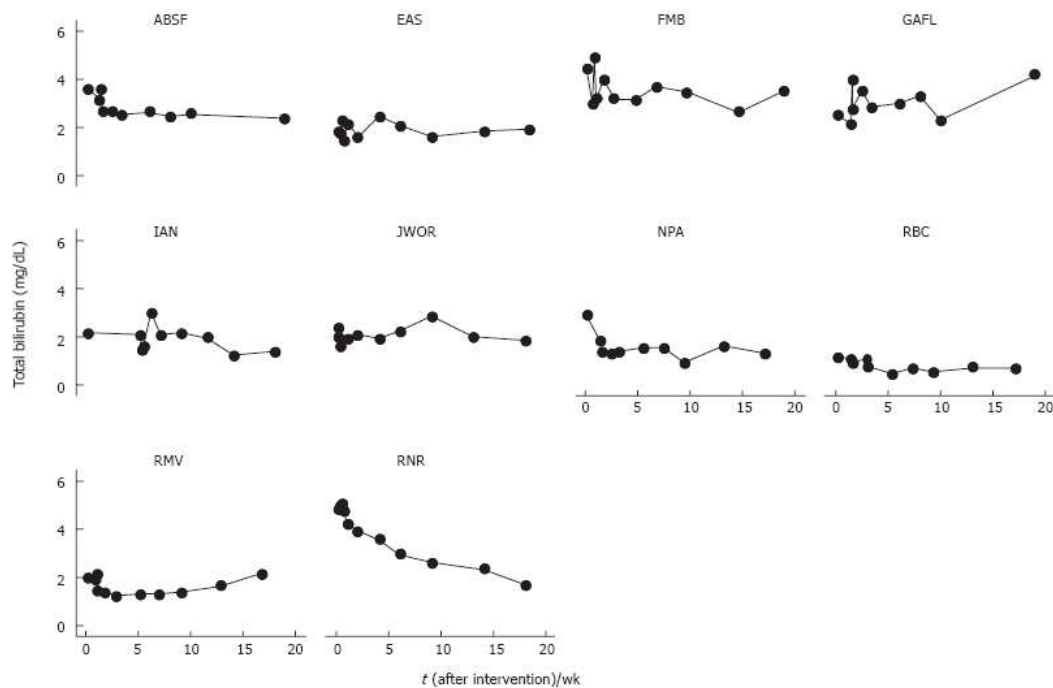 ABSF EAS FMB GAFL
6
4
2
0
IAN JWOR NPA RBC
6
4
2
0
0 5 10 15 20 0 5 10 15 20
RMV RNR
6
4
2
0
0 5 10 15 20 0 5 10 15 20
Total bilirubin (mg/dL)
t (after intervention)/wk